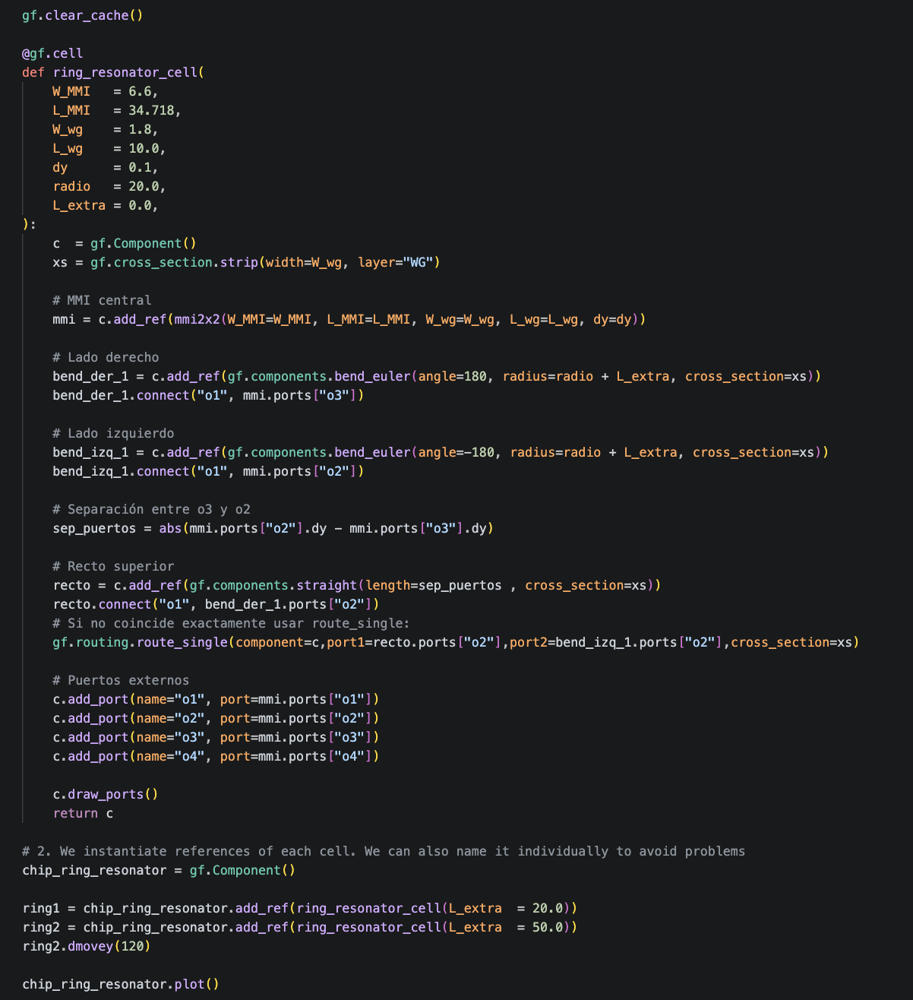 gf.clear_cache()

@gf.cell
def ring_resonator_cell(
    W_MMI   = 6.6,
    L_MMI   = 34.718,
    W_wg    = 1.8,
    L_wg    = 10.0,
    dy      = 0.1,
    radio   = 20.0,
    L_extra = 0.0,
):
    c  = gf.Component()
    xs = gf.cross_section.strip(width=W_wg, layer="WG")

    # MMI central
    mmi = c.add_ref(mmi2x2(W_MMI=W_MMI, L_MMI=L_MMI, W_wg=W_wg, L_wg=L_wg, dy=dy))

    # Lado derecho
    bend_der_1 = c.add_ref(gf.components.bend_euler(angle=180, radius=radio + L_extra, cross_section=xs))
    bend_der_1.connect("o1", mmi.ports["o3"])

    # Lado izquierdo
    bend_izq_1 = c.add_ref(gf.components.bend_euler(angle=-180, radius=radio + L_extra, cross_section=xs))
    bend_izq_1.connect("o1", mmi.ports["o2"])

    # Separación entre o3 y o2
    sep_puertos = abs(mmi.ports["o2"].dy - mmi.ports["o3"].dy)

    # Recto superior
    recto = c.add_ref(gf.components.straight(length=sep_puertos , cross_section=xs))
    recto.connect("o1", bend_der_1.ports["o2"])
    # Si no coincide exactamente usar route_single:
    gf.routing.route_single(component=c,port1=recto.ports["o2"],port2=bend_izq_1.ports["o2"],cross_section=xs)

    # Puertos externos
    c.add_port(name="o1", port=mmi.ports["o1"])
    c.add_port(name="o2", port=mmi.ports["o2"])
    c.add_port(name="o3", port=mmi.ports["o3"])
    c.add_port(name="o4", port=mmi.ports["o4"])

    c.draw_ports()
    return c

# 2. We instantiate references of each cell. We can also name it individually to avoid problems
chip_ring_resonator = gf.Component()

ring1 = chip_ring_resonator.add_ref(ring_resonator_cell(L_extra  = 20.0))
ring2 = chip_ring_resonator.add_ref(ring_resonator_cell(L_extra  = 50.0))
ring2.dmovey(120)

chip_ring_resonator.plot()